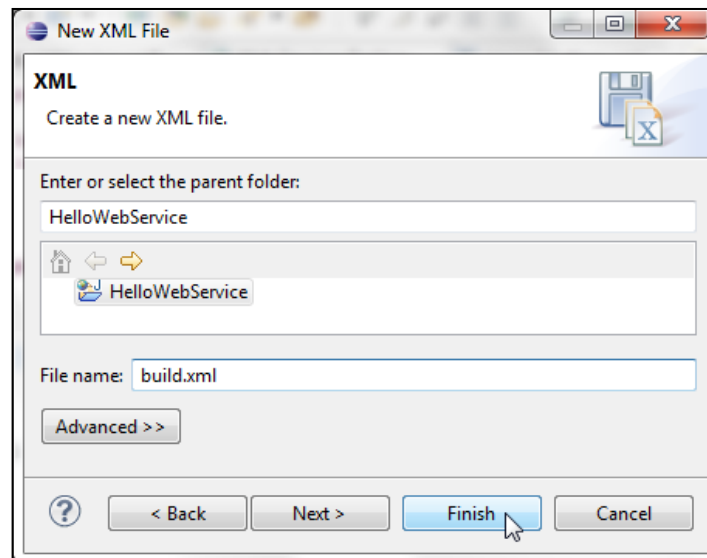 New XML File
XML
Create a new XML file.
X
Enter or select the parent folder:
HelloWebService
HelloWebService
File name: build.xml
Advanced >>
? < Back Next > Finish Cancel